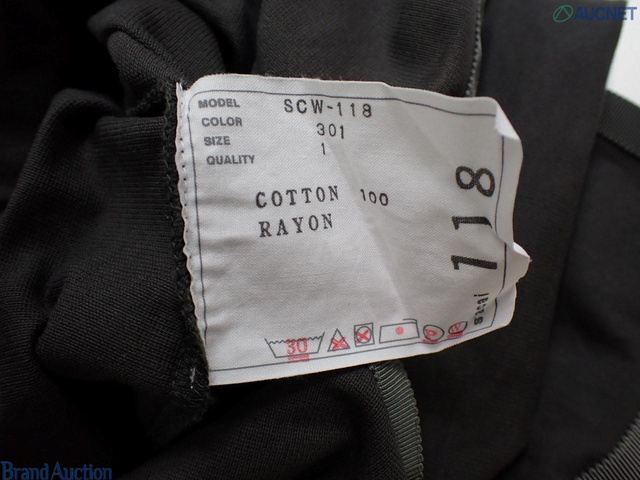 AUCNET
MODEL SCW-118
COLOR 301
SIZE 1
QUALITY
COTTON 100
RAYON
118
30
Brand Auction